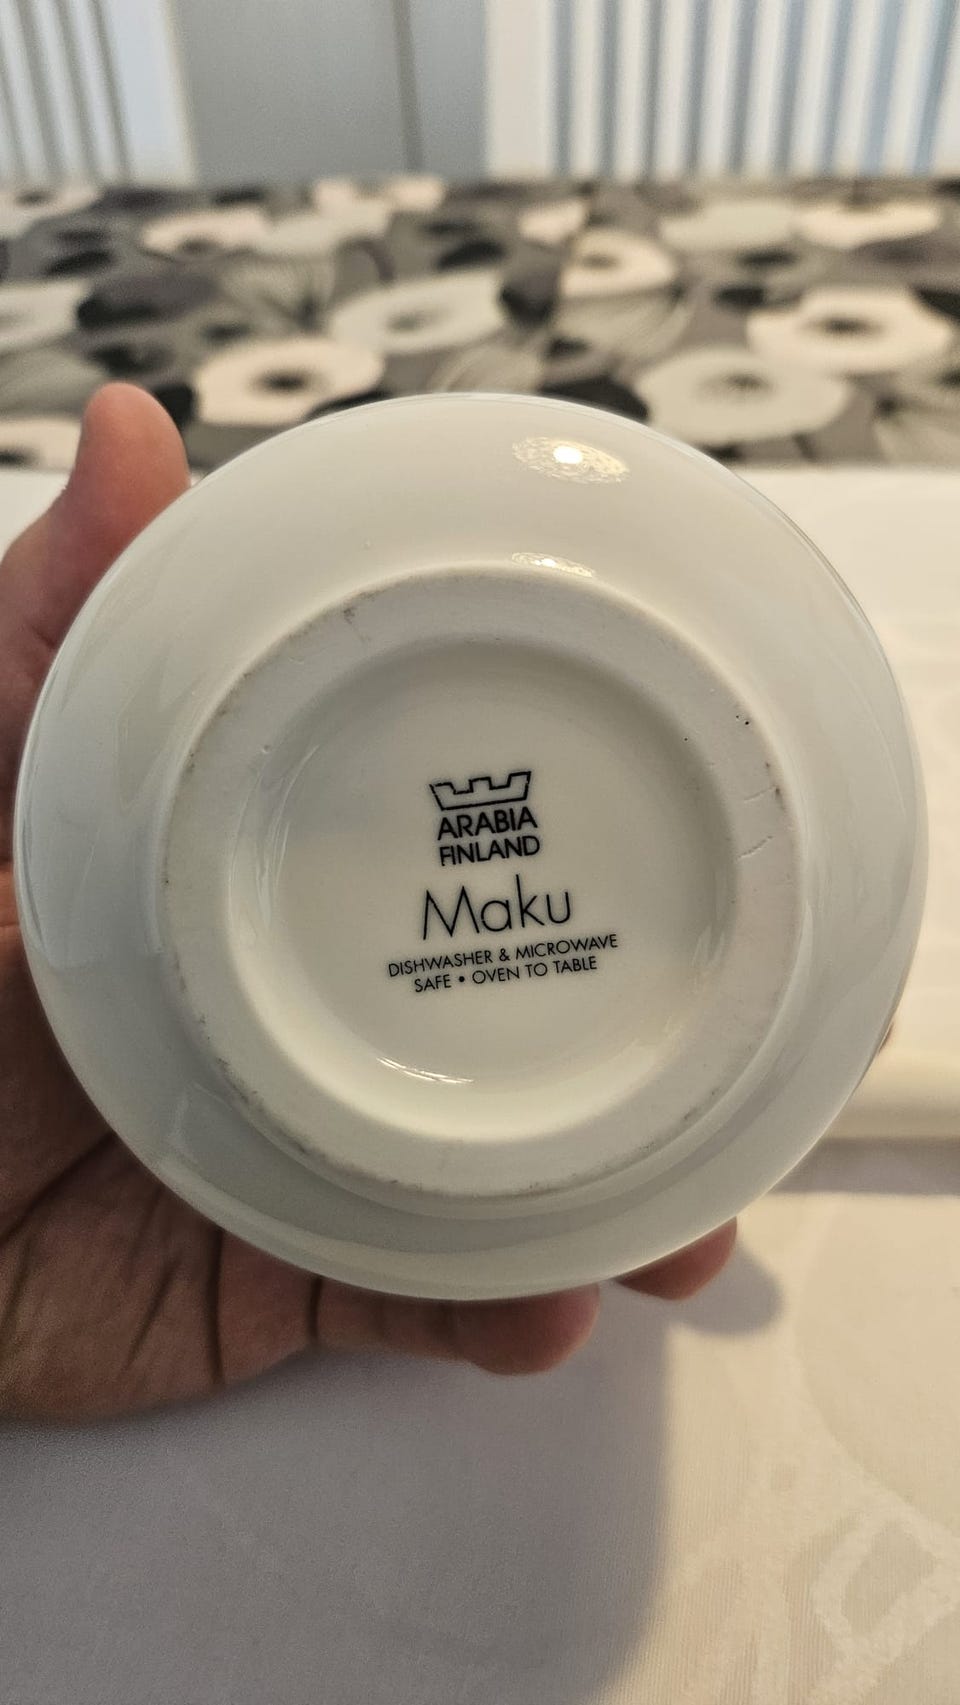 ARABIA
FINLAND
Maku
DISHWASHER & MICROWAVE
SAFE • OVEN TO TABLE